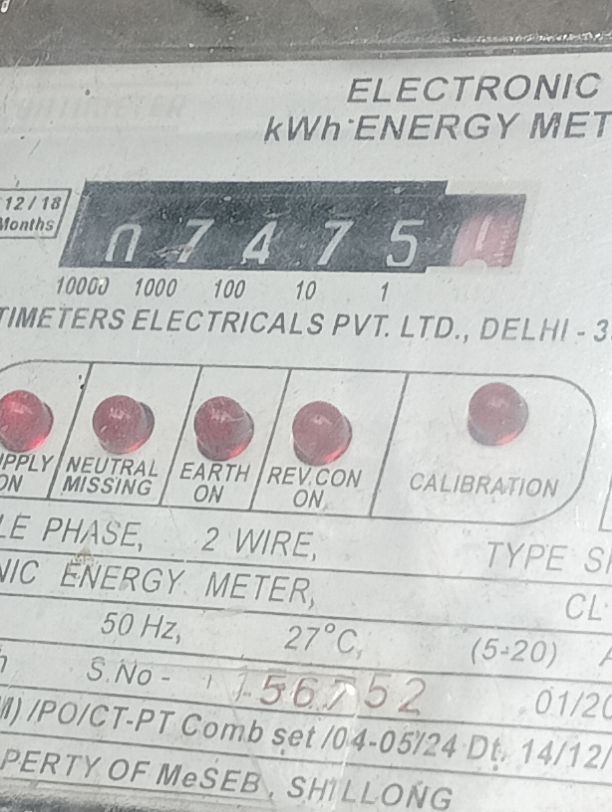 ELECTRONIC
kWh ENERGY MET
12/18
Months
0 7 4 7 5
10000 1000 100 10 1
TIMETERS ELECTRICALS PVT. LTD., DELHI - 3
PPLY ON NEUTRAL MISSING EARTH ON REV.CON ON CALIBRATION
LE PHASE, 2 WIRE, TYPE S
NIC ENERGY METER, CL
50 Hz, 27°C, (5-20) A
S.No - 56752 01/20
M) /PO/CT-PT Comb set /04-05/24 Dt. 14/12/
PERTY OF MeSEB, SHILLONG